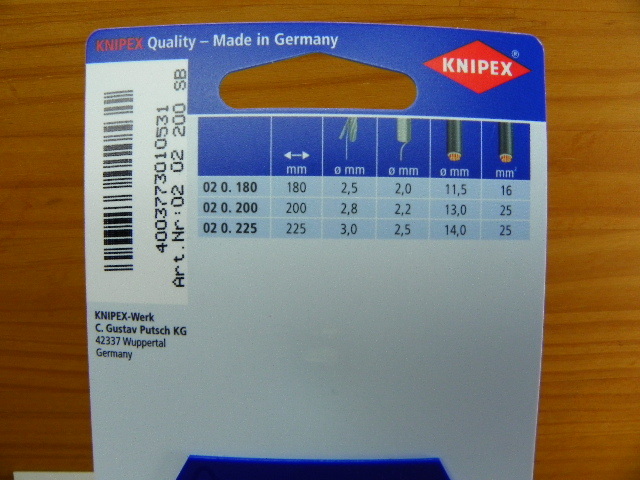 KNIPEX Quality – Made in Germany
KNIPEX®
4003773010531
Art.Nr:02 02 200 SB
mm ø mm ø mm ø mm mm²
02 0. 180 180 2,5 2,0 11,5 16
02 0. 200 200 2,8 2,2 13,0 25
02 0. 225 225 3,0 2,5 14,0 25
KNIPEX-Werk
C. Gustav Putsch KG
42337 Wuppertal
Germany